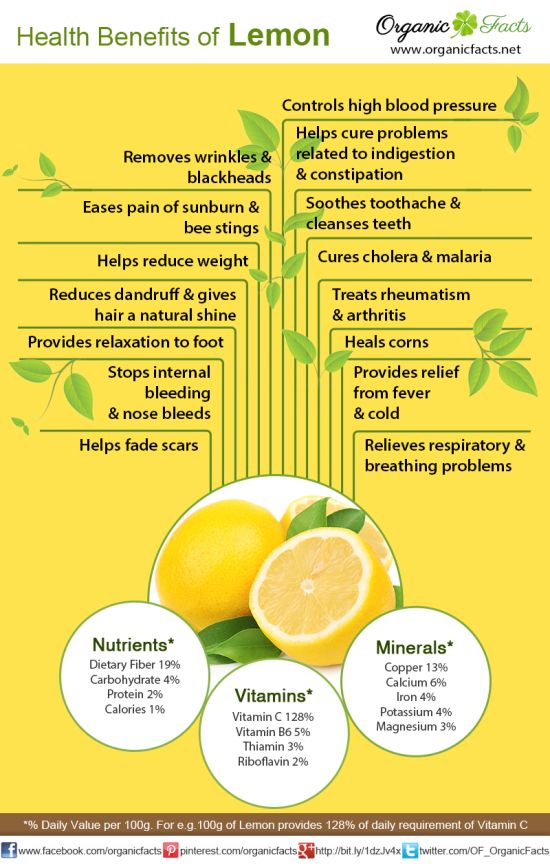 Health Benefits of Lemon
Organic Facts
www.organicfacts.net
Controls high blood pressure
Helps cure problems
related to indigestion
& constipation
Soothes toothache &
cleanses teeth
Cures cholera & malaria
Treats rheumatism
& arthritis
Heals corns
Provides relief
from fever
& cold
Relieves respiratory &
breathing problems
Removes wrinkles &
blackheads
Eases pain of sunburn &
bee stings
Helps reduce weight
Reduces dandruff & gives
hair a natural shine
Provides relaxation to foot
Stops internal
bleeding
& nose bleeds
Helps fade scars
Nutrients*
Dietary Fiber 19%
Carbohydrate 4%
Protein 2%
Calories 1%
Vitamins*
Vitamin C 128%
Vitamin B6 5%
Thiamin 3%
Riboflavin 2%
Minerals*
Copper 13%
Calcium 6%
Iron 4%
Potassium 4%
Magnesium 3%
*% Daily Value per 100g. For e.g.100g of Lemon provides 128% of daily requirement of Vitamin C
www.facebook.com/organicfacts pinterest.com/organicfacts http://bit.ly/1dzJv4x twitter.com/OF_OrganicFacts